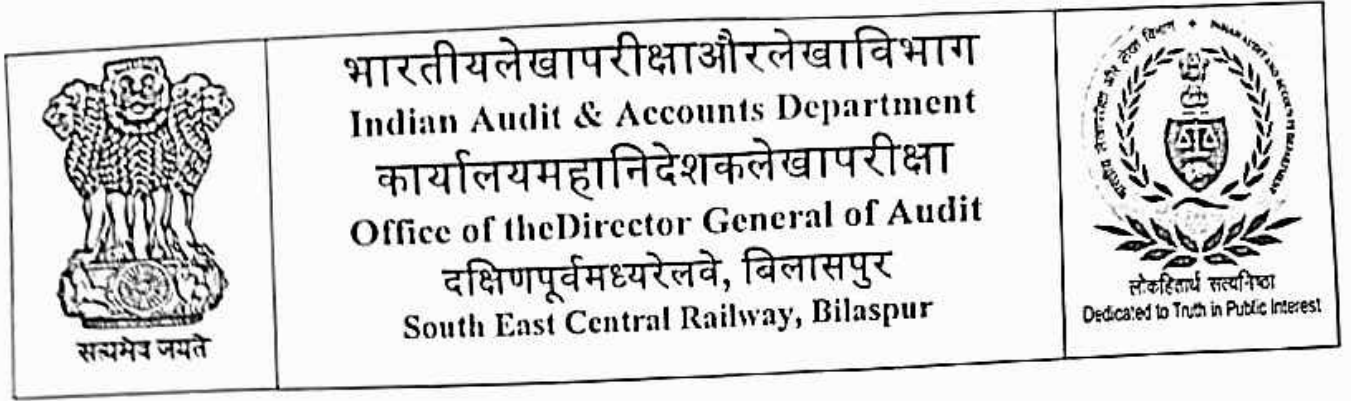 सत्यमेव जयते
भारतीयलेखापरीक्षाऔरलेखाविभाग
Indian Audit & Accounts Department
कार्यालयमहानिदेशकलेखापरीक्षा
Office of theDirector General of Audit
दक्षिणपूर्वमध्यरेलवे, बिलासपुर
South East Central Railway, Bilaspur
लोकहितार्थ सत्यनिष्ठा
Dedicated to Truth in Public Interest